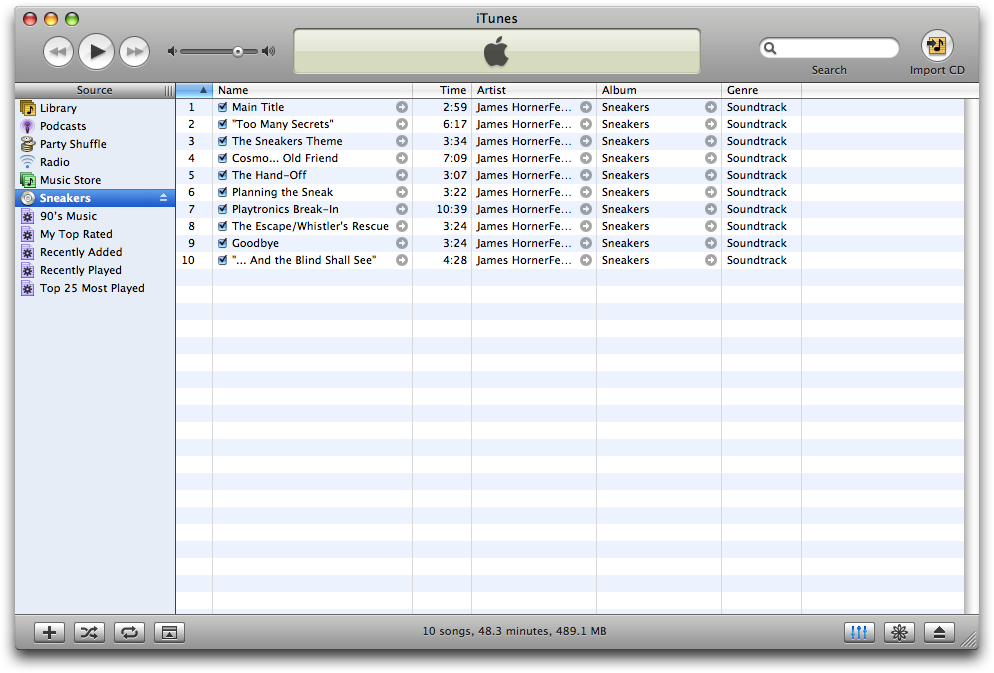 iTunes
Search
Import CD
Source
Name Time Artist Album Genre
Library
Podcasts
Party Shuffle
Radio
Music Store
Sneakers
90's Music
My Top Rated
Recently Added
Recently Played
Top 25 Most Played
1 Main Title 2:59 James HornerFe... Sneakers Soundtrack
2 "Too Many Secrets" 6:17 James HornerFe... Sneakers Soundtrack
3 The Sneakers Theme 3:34 James HornerFe... Sneakers Soundtrack
4 Cosmo... Old Friend 7:09 James HornerFe... Sneakers Soundtrack
5 The Hand-Off 3:07 James HornerFe... Sneakers Soundtrack
6 Planning the Sneak 3:22 James HornerFe... Sneakers Soundtrack
7 Playtronics Break-In 10:39 James HornerFe... Sneakers Soundtrack
8 The Escape/Whistler's Rescue 3:24 James HornerFe... Sneakers Soundtrack
9 Goodbye 3:24 James HornerFe... Sneakers Soundtrack
10 "... And the Blind Shall See" 4:28 James HornerFe... Sneakers Soundtrack
10 songs, 48.3 minutes, 489.1 MB